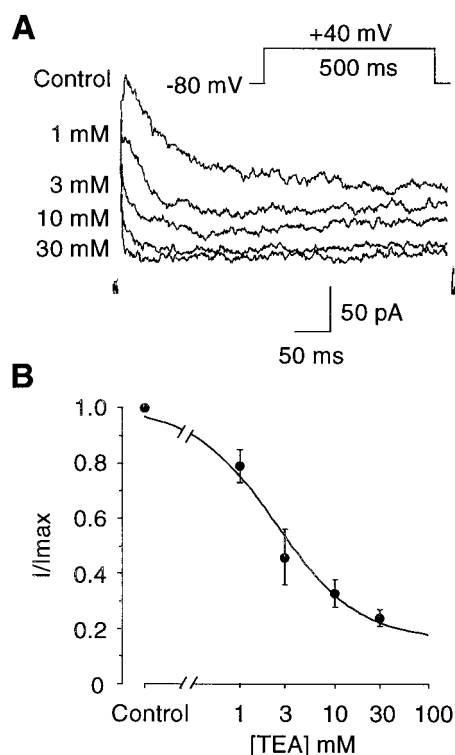 A
+40 mV
500 ms
-80 mV
Control
1 mM
3 mM
10 mM
30 mM
50 pA
50 ms
B
1.0
0.8
0.6
0.4
0.2
0
I/Imax
Control 1 3 10 30 100
[TEA] mM